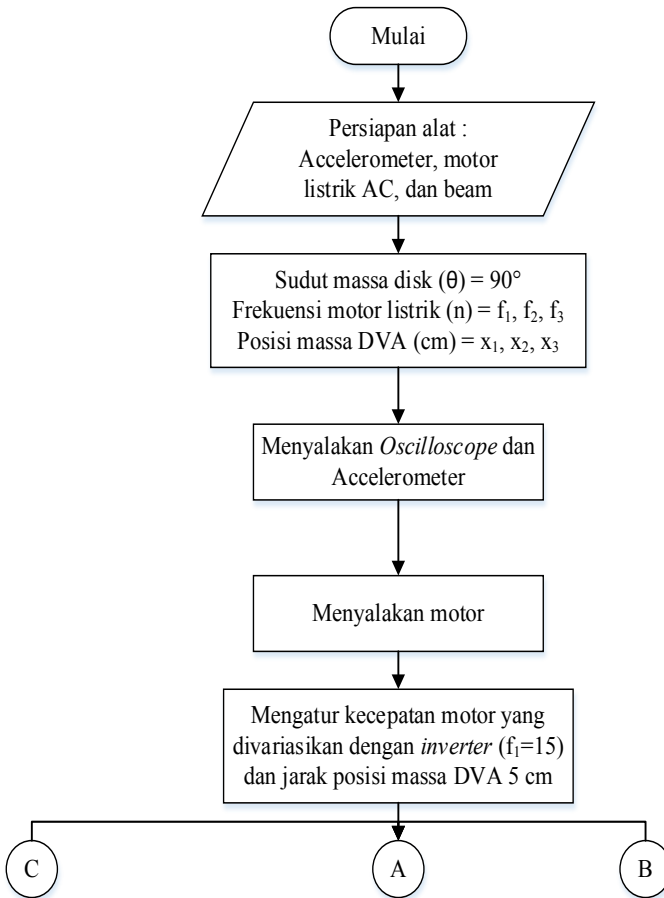 Mulai
Persiapan alat :
Accelerometer, motor
listrik AC, dan beam
Sudut massa disk (θ) = 90°
Frekuensi motor listrik (n) = f₁, f₂, f₃
Posisi massa DVA (cm) = x₁, x₂, x₃
Menyalakan Oscilloscope dan
Accelerometer
Menyalakan motor
Mengatur kecepatan motor yang
divariasikan dengan inverter (f₁=15)
dan jarak posisi massa DVA 5 cm
C A B